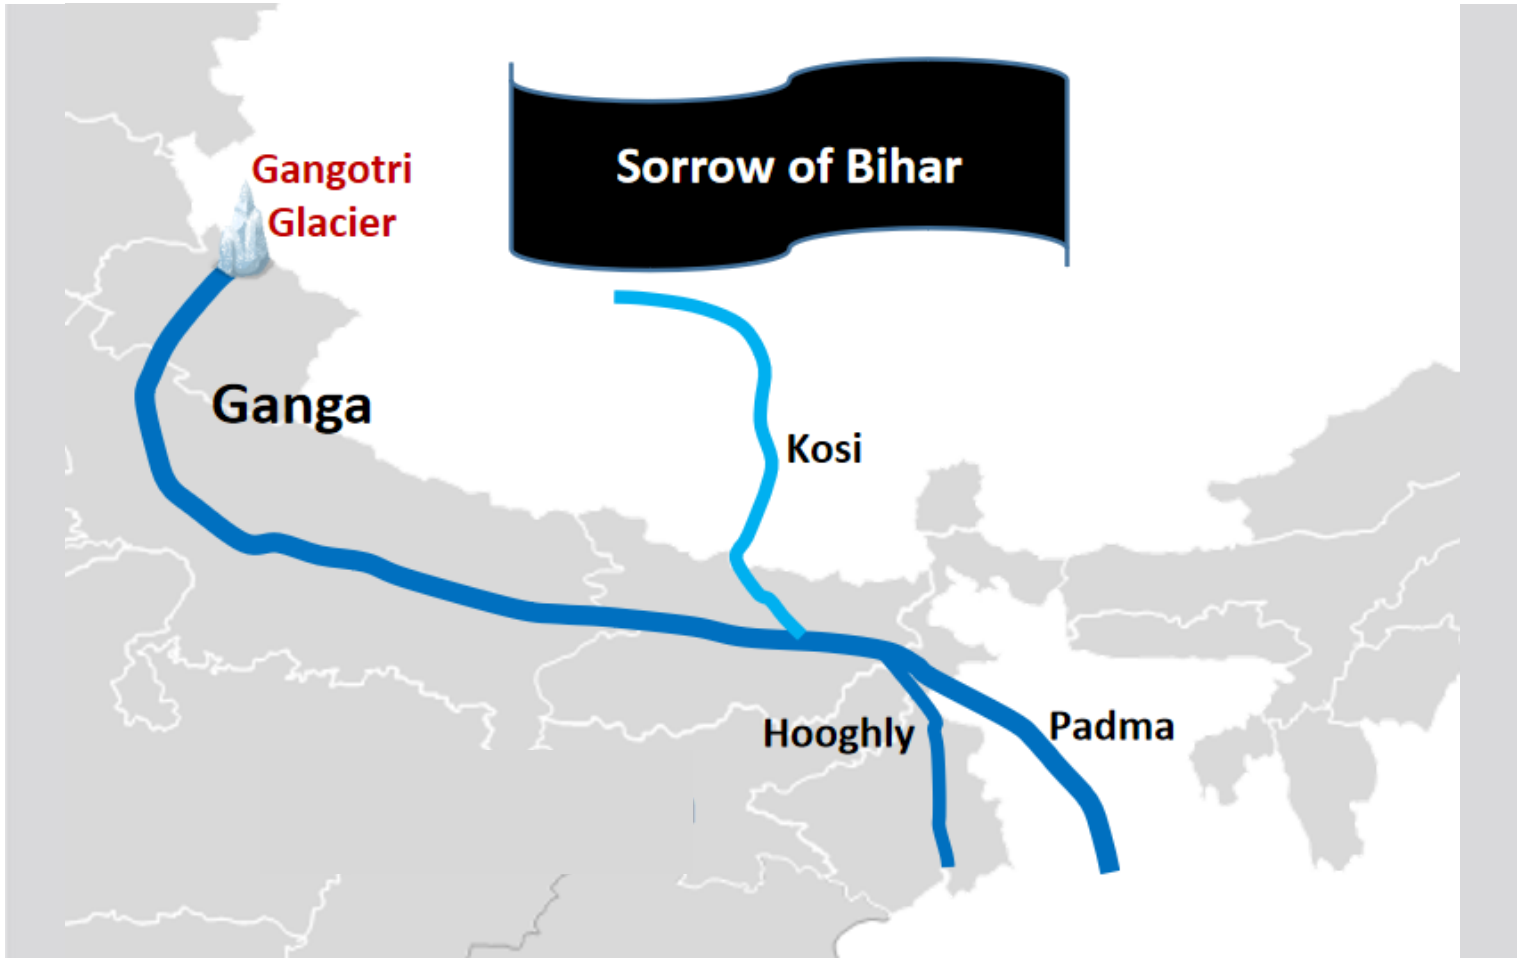 Sorrow of Bihar
Gangotri
Glacier
Ganga
Kosi
Hooghly
Padma